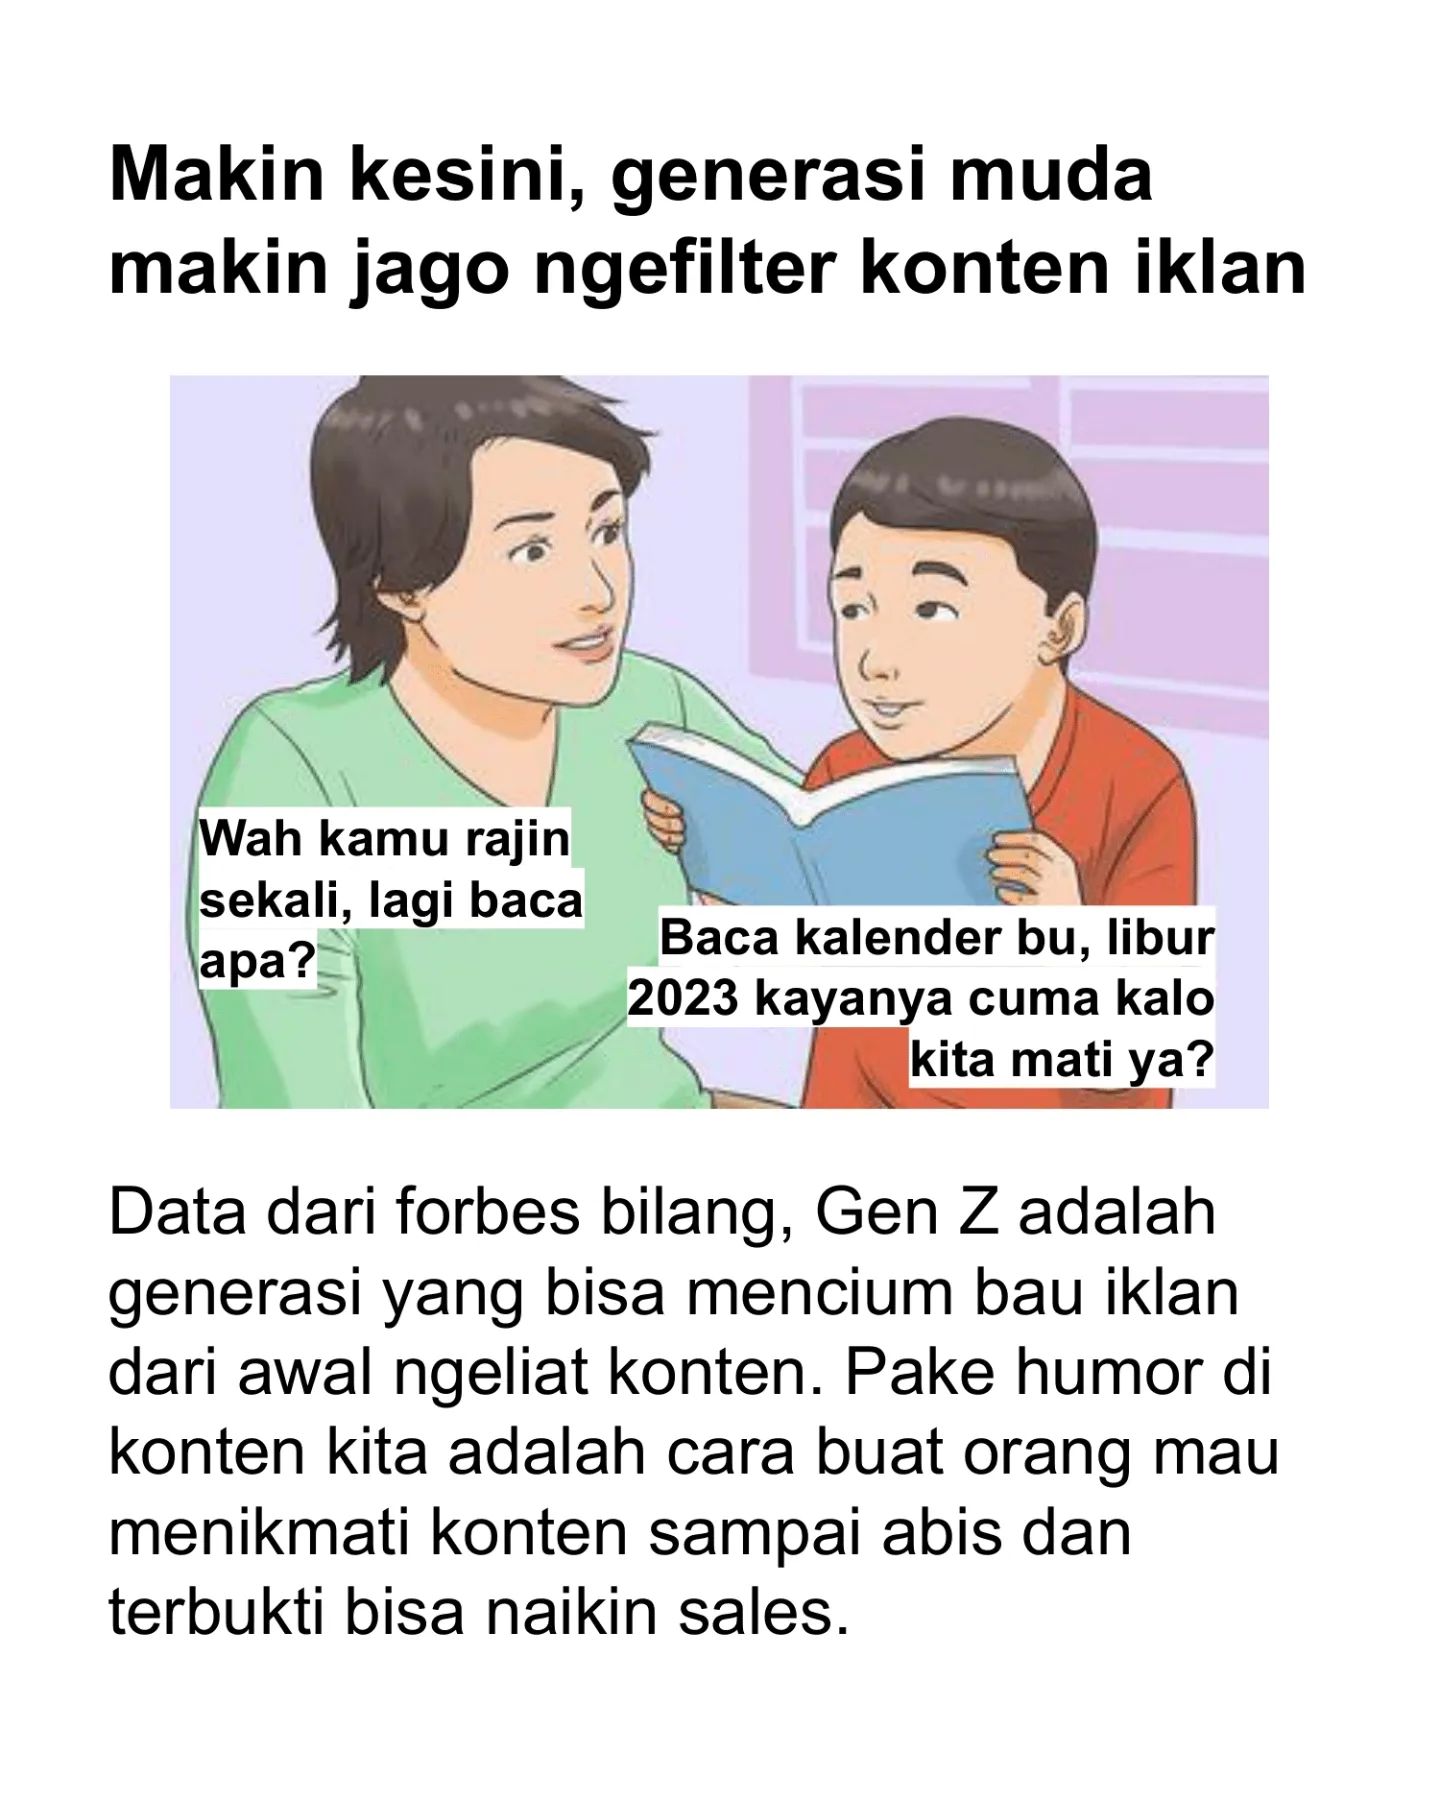 Makin kesini, generasi muda
makin jago ngefilter konten iklan
Wah kamu rajin
sekali, lagi baca
apa?
Baca kalender bu, libur
2023 kayanya cuma kalo
kita mati ya?
Data dari forbes bilang, Gen Z adalah
generasi yang bisa mencium bau iklan
dari awal ngeliat konten. Pake humor di
konten kita adalah cara buat orang mau
menikmati konten sampai abis dan
terbukti bisa naikin sales.